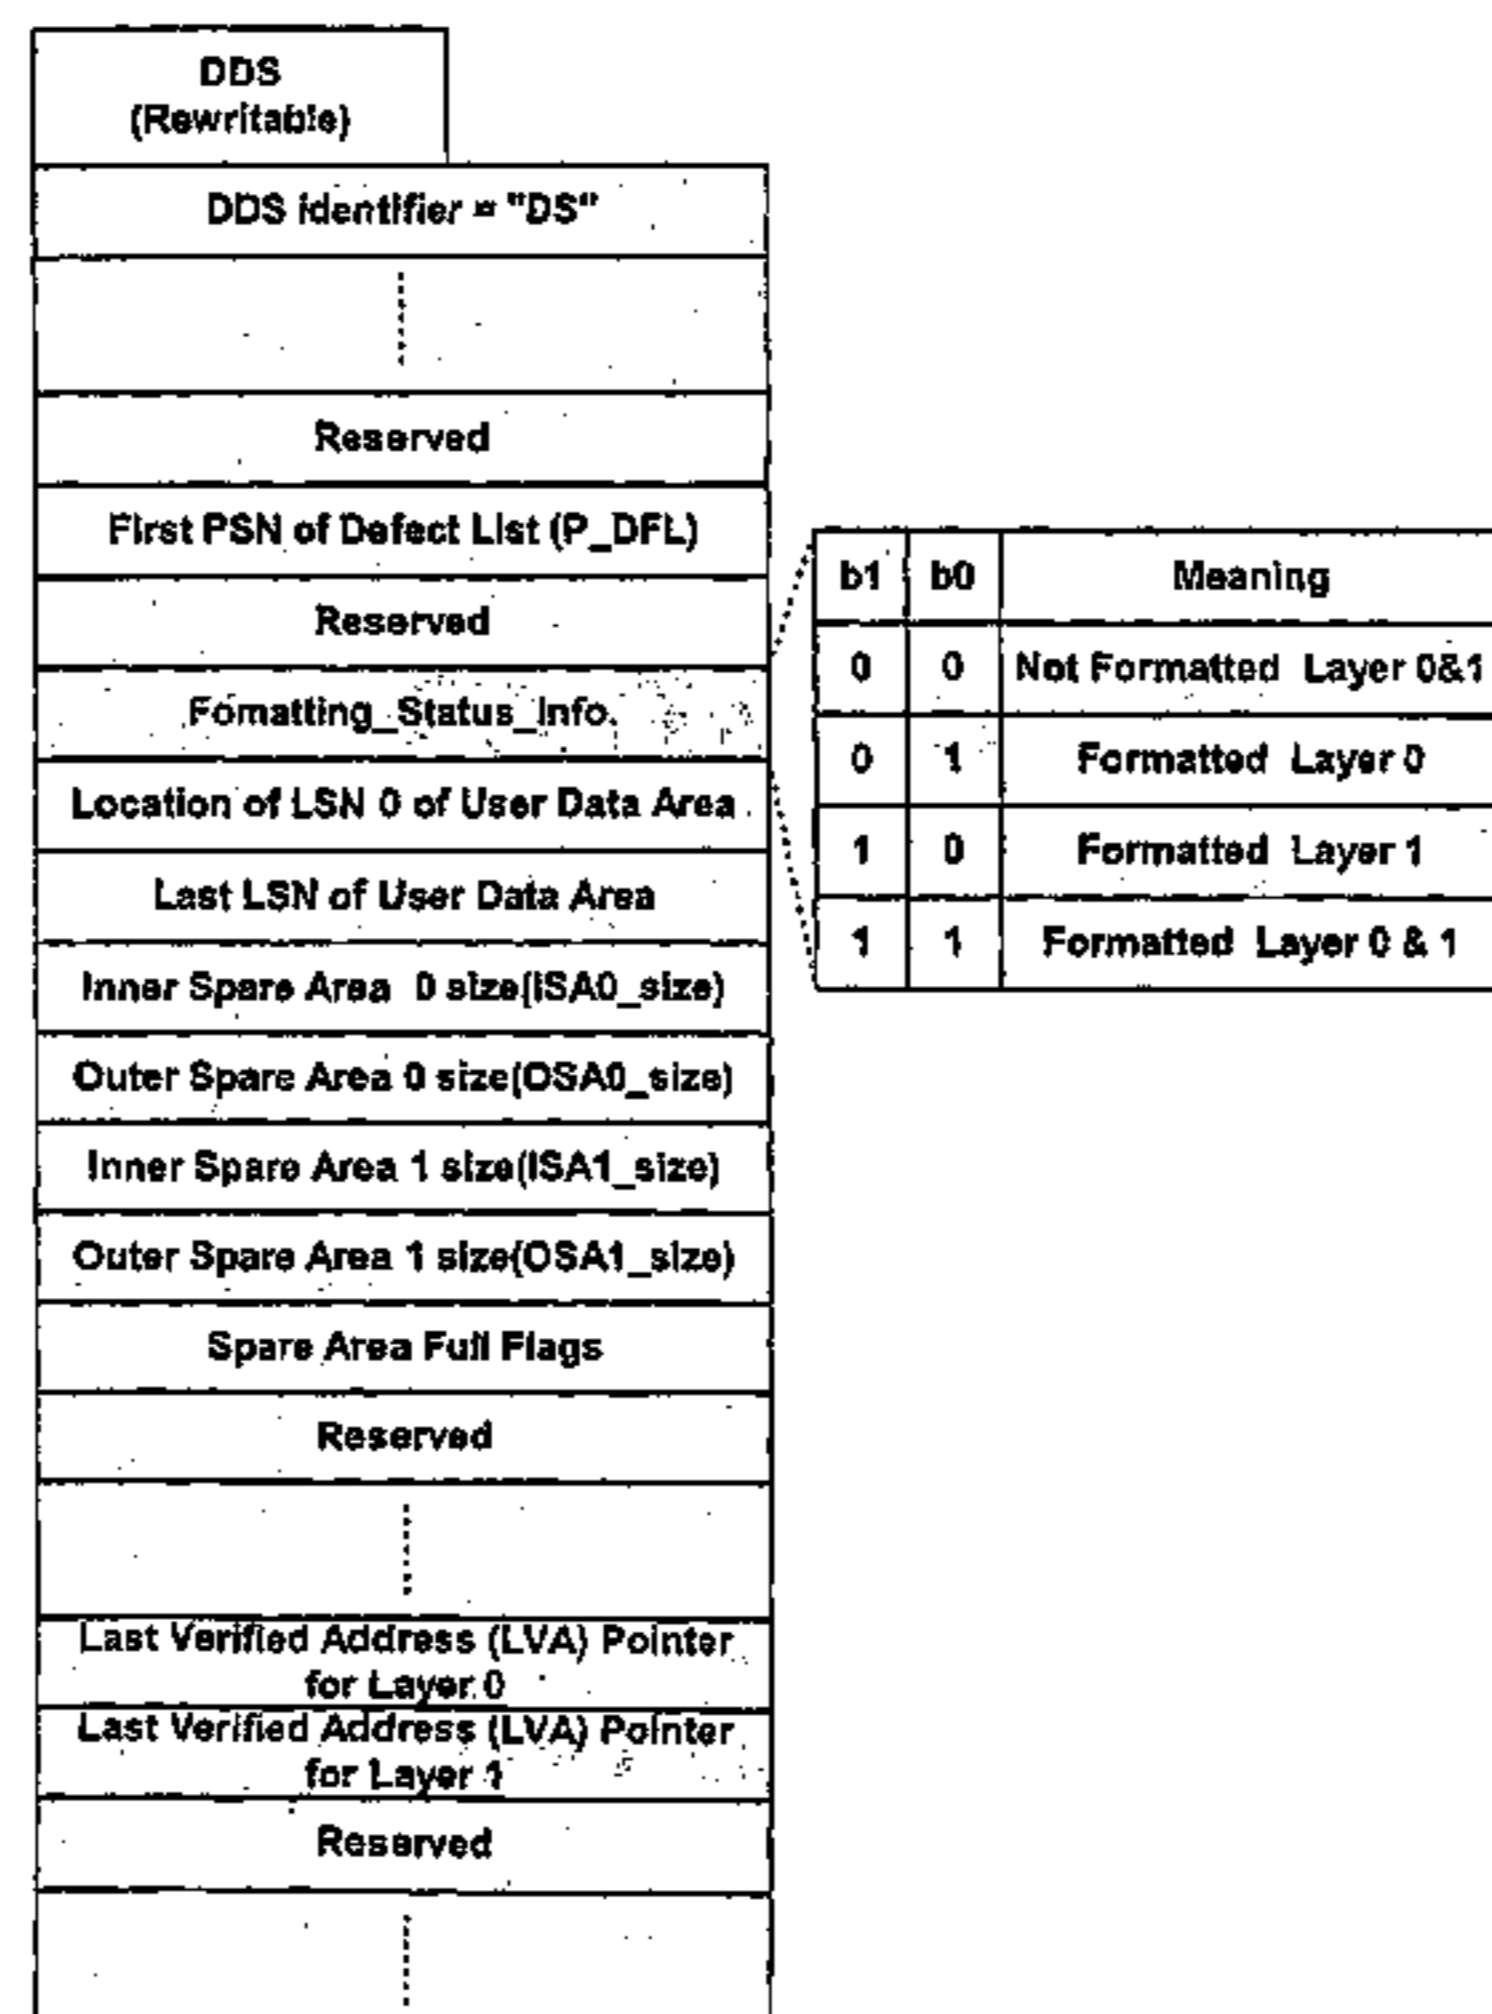 DDS
(Rewritable)
DDS identifier = "DS"
Reserved
First PSN of Defect List (P_DFL)
Reserved
Fomatting_Status_Info.
Location of LSN 0 of User Data Area
Last LSN of User Data Area
Inner Spare Area 0 size(ISA0_size)
Outer Spare Area 0 size(OSA0_size)
Inner Spare Area 1 size(ISA1_size)
Outer Spare Area 1 size(OSA1_size)
Spare Area Full Flags
Reserved
Last Verified Address (LVA) Pointer
for Layer 0
Last Verified Address (LVA) Pointer
for Layer 1
Reserved
b1 b0 Meaning
0 0 Not Formatted Layer 0&1
0 1 Formatted Layer 0
1 0 Formatted Layer 1
1 1 Formatted Layer 0 & 1